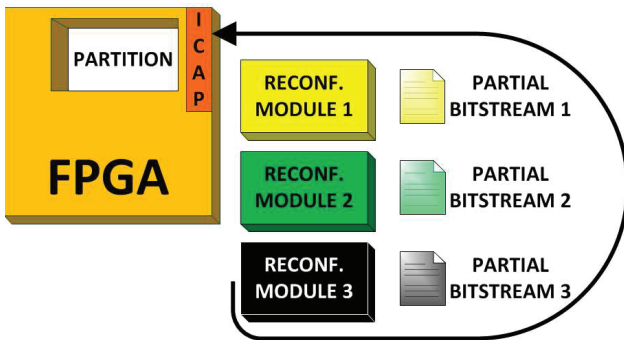 PARTITION
I
C
A
P
FPGA
RECONF.
MODULE 1
PARTIAL
BITSTREAM 1
RECONF.
MODULE 2
PARTIAL
BITSTREAM 2
RECONF.
MODULE 3
PARTIAL
BITSTREAM 3